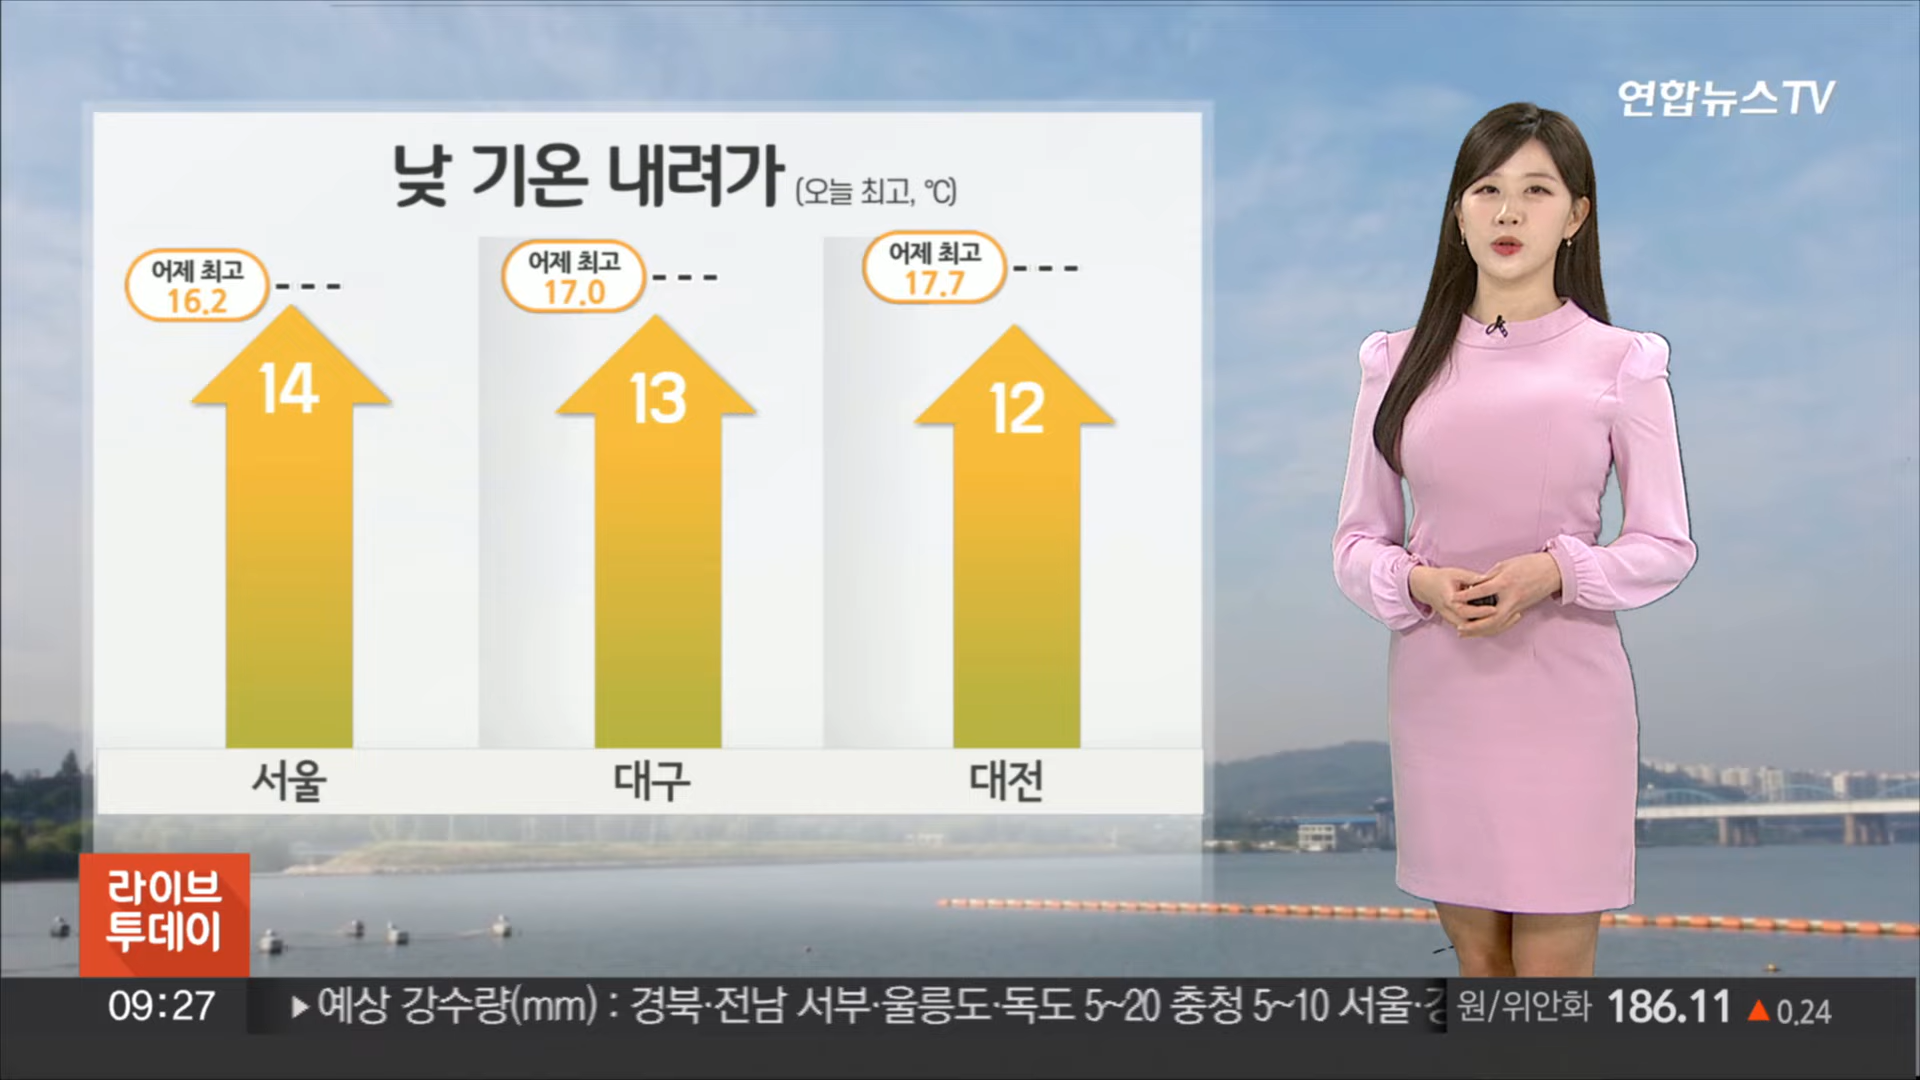 연합뉴스TV
낮 기온 내려가 (오늘 최고, ℃)
어제 최고
16.2
어제 최고
17.0
어제 최고
17.7
14
13
12
서울
대구
대전
라이브
투데이
09:27
▶예상 강수량(mm) : 경북·전남 서부·울릉도·독도 5~20 충청 5~10 서울·
원/위안화 186.11 ▲0.24